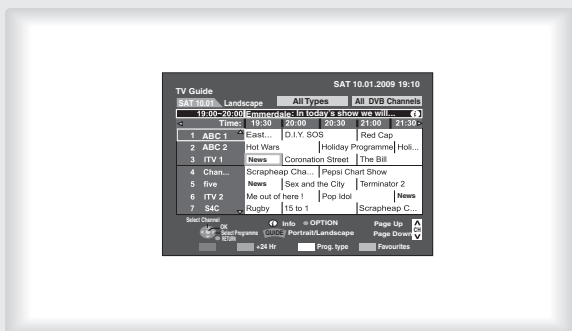 TV Guide
SAT 10.01.2009 19:10
SAT 10.01 Landscape All Types All DVB Channels
19:00~20:00 Emmerdale: In today's show we will... i
Time: 19:30 20:00 20:30 21:00 21:30
1 ABC 1 East... D.I.Y. SOS Red Cap
2 ABC 2 Hot Wars Holiday Programme Holi...
3 ITV 1 News Coronation Street The Bill
4 Chan... Scrapheap Cha... Pepsi Chart Show
5 five News Sex and the City Terminator 2
6 ITV 2 Me out of here ! Pop Idol News
7 S4C Rugby 15 to 1 Scrapheap C...
Select Channel
OK
Select Programme
RETURN
i Info OPTION Page Up
GUIDE Portrait/Landscape Page Down
CH
+24 Hr Prog. type Favourites